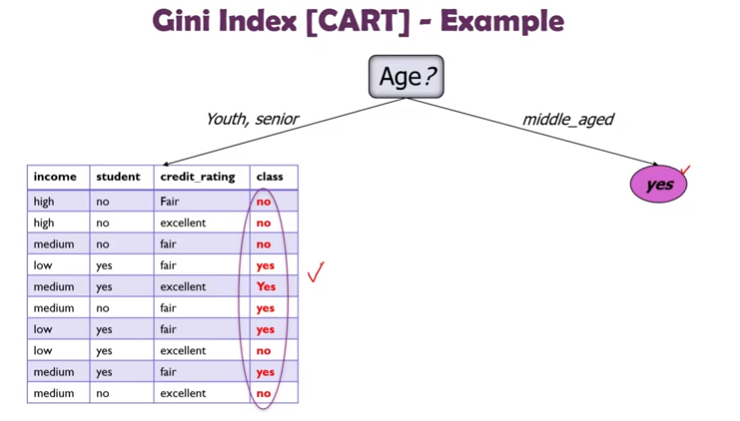 Gini Index [CART] - Example
Age?
Youth, senior
middle_aged
yes
income student credit_rating class
high no Fair no
high no excellent no
medium no fair no
low yes fair yes
medium yes excellent Yes
medium no fair yes
low yes fair yes
low yes excellent no
medium yes fair yes
medium no excellent no